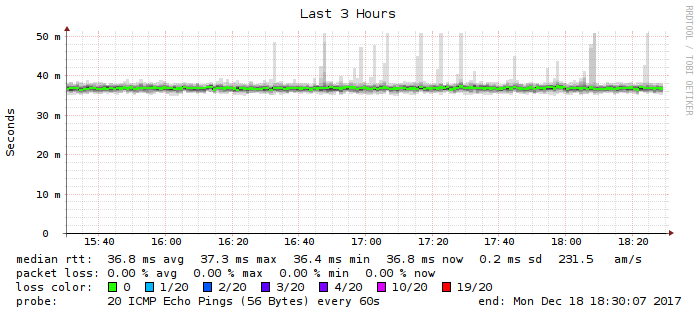 Last 3 Hours
RRDTOOL / TOBI OETIKER
Seconds
50 m
40 m
30 m
20 m
10 m
0
15:40 16:00 16:20 16:40 17:00 17:20 17:40 18:00 18:20
median rtt: 36.8 ms avg 37.3 ms max 36.4 ms min 36.8 ms now 0.2 ms sd 231.5 am/s
packet loss: 0.00 % avg 0.00 % max 0.00 % min 0.00 % now
loss color: 0 1/20 2/20 3/20 4/20 10/20 19/20
probe: 20 ICMP Echo Pings (56 Bytes) every 60s end: Mon Dec 18 18:30:07 2017